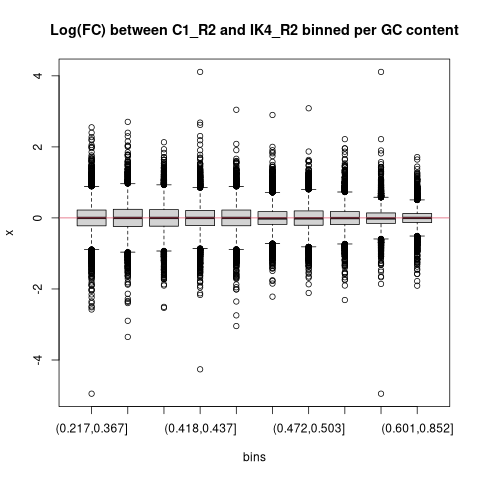 Log(FC) between C1_R2 and IK4_R2 binned per GC content
4
2
0
-2
-4
x
(0.217,0.367] (0.418,0.437] (0.472,0.503] (0.601,0.852]
bins